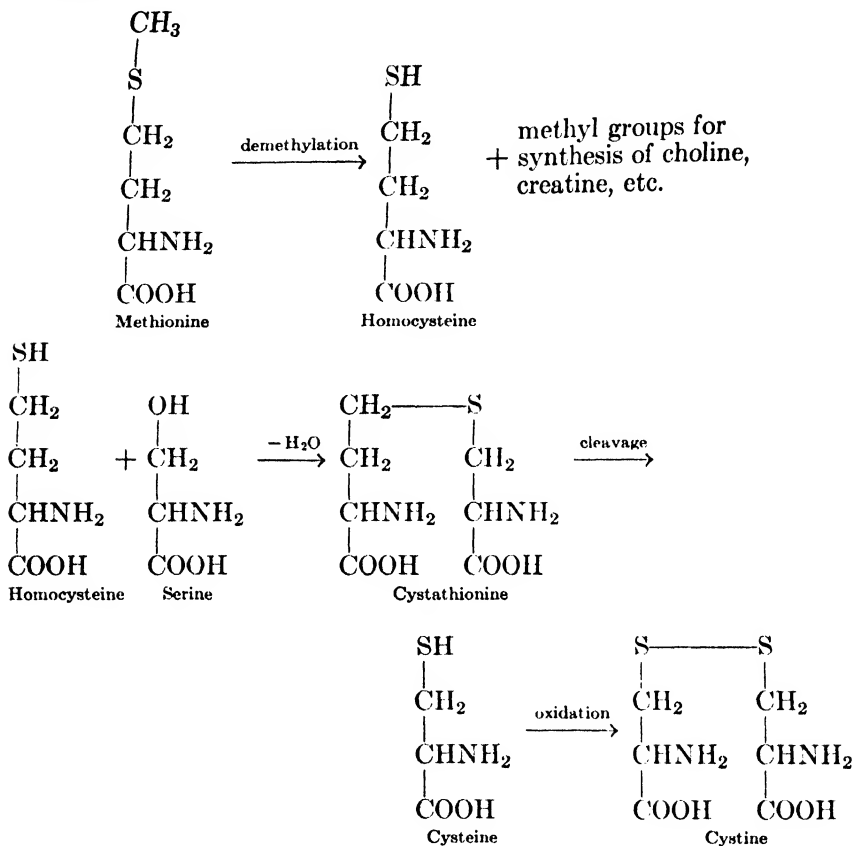 CH₃
S SH
CH₂ demethylation CH₂ + methyl groups for
CH₂ CH₂ synthesis of choline,
CHNH₂ CHNH₂ creatine, etc.
COOH COOH
Methionine Homocysteine
SH
CH₂ OH CH₂ S
CH₂ + CH₂ −H₂O CH₂ CH₂ cleavage
CHNH₂ CHNH₂ CHNH₂ CHNH₂
COOH COOH COOH COOH
Homocysteine Serine Cystathionine
SH S S
CH₂ oxidation CH₂ CH₂
CHNH₂ CHNH₂ CHNH₂
COOH COOH COOH
Cysteine Cystine